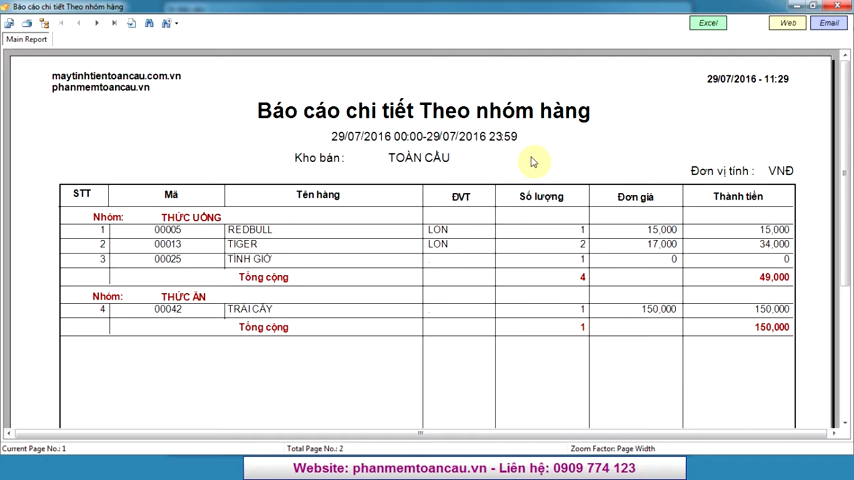 Báo cáo chi tiết Theo nhóm hàng
Excel Web Email
Main Report
maytinhtientoancau.com.vn 29/07/2016 - 11:29
phanmemtoancau.vn
Báo cáo chi tiết Theo nhóm hàng
29/07/2016 00:00-29/07/2016 23:59
Kho bán : TOÀN CẦU
Đơn vị tính : VNĐ
STT Mã Tên hàng ĐVT Số lượng Đơn giá Thành tiền
Nhóm: THỨC UỐNG
1 00005 REDBULL LON 1 15,000 15,000
2 00013 TIGER LON 2 17,000 34,000
3 00025 TÍNH GIỜ . 1 0 0
Tổng cộng 4 49,000
Nhóm: THỨC ĂN
4 00042 TRÁI CÂY . 1 150,000 150,000
Tổng cộng 1 150,000
Current Page No.: 1 Total Page No.: 2 Zoom Factor: Page Width
Website: phanmemtoancau.vn - Liên hệ: 0909 774 123